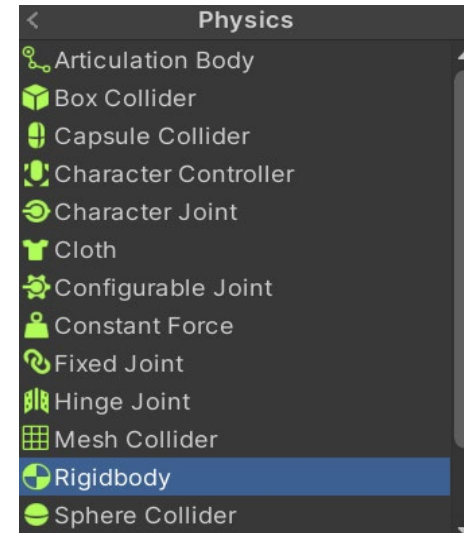 Physics
Articulation Body
Box Collider
Capsule Collider
Character Controller
Character Joint
Cloth
Configurable Joint
Constant Force
Fixed Joint
Hinge Joint
Mesh Collider
Rigidbody
Sphere Collider